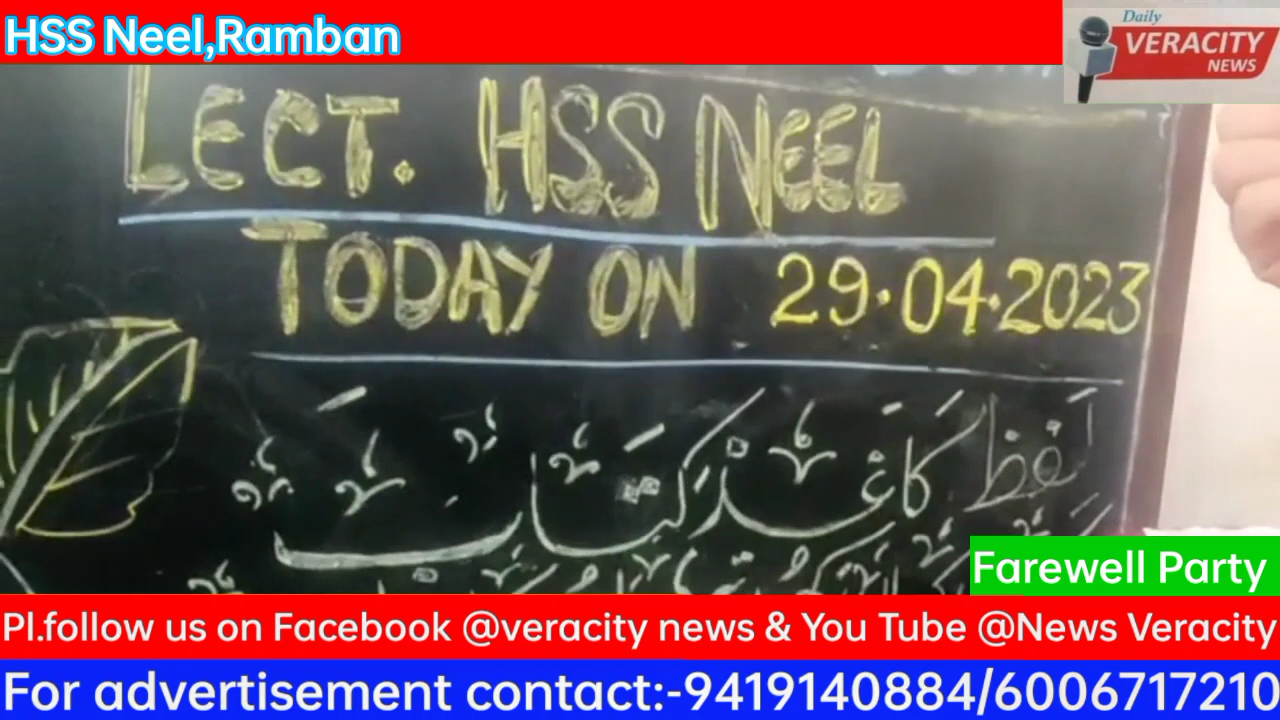 HSS Neel,Ramban
Daily
VERACITY
NEWS
LECT. HSS NEEL
TODAY ON 29.04.2023
لفظ کاغذ کتاب
Farewell Party
Pl.follow us on Facebook @veracity news & You Tube @News Veracity
For advertisement contact:-9419140884/6006717210